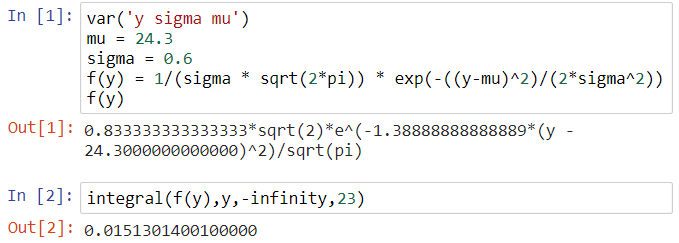 In [1]: var('y sigma mu')
mu = 24.3
sigma = 0.6
f(y) = 1/(sigma * sqrt(2*pi)) * exp(-((y-mu)^2)/(2*sigma^2))
f(y)
Out[1]: 0.833333333333333*sqrt(2)*e^(-1.38888888888889*(y -
24.3000000000000)^2)/sqrt(pi)
In [2]: integral(f(y),y,-infinity,23)
Out[2]: 0.0151301400100000